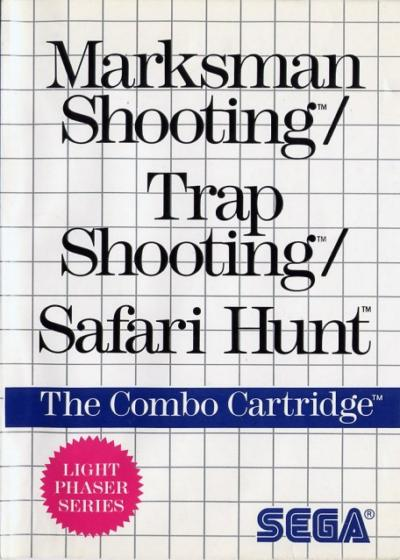 Marksman
Shooting™/
Trap
Shooting™/
Safari Hunt™
The Combo Cartridge™
LIGHT
PHASER
SERIES
SEGA®